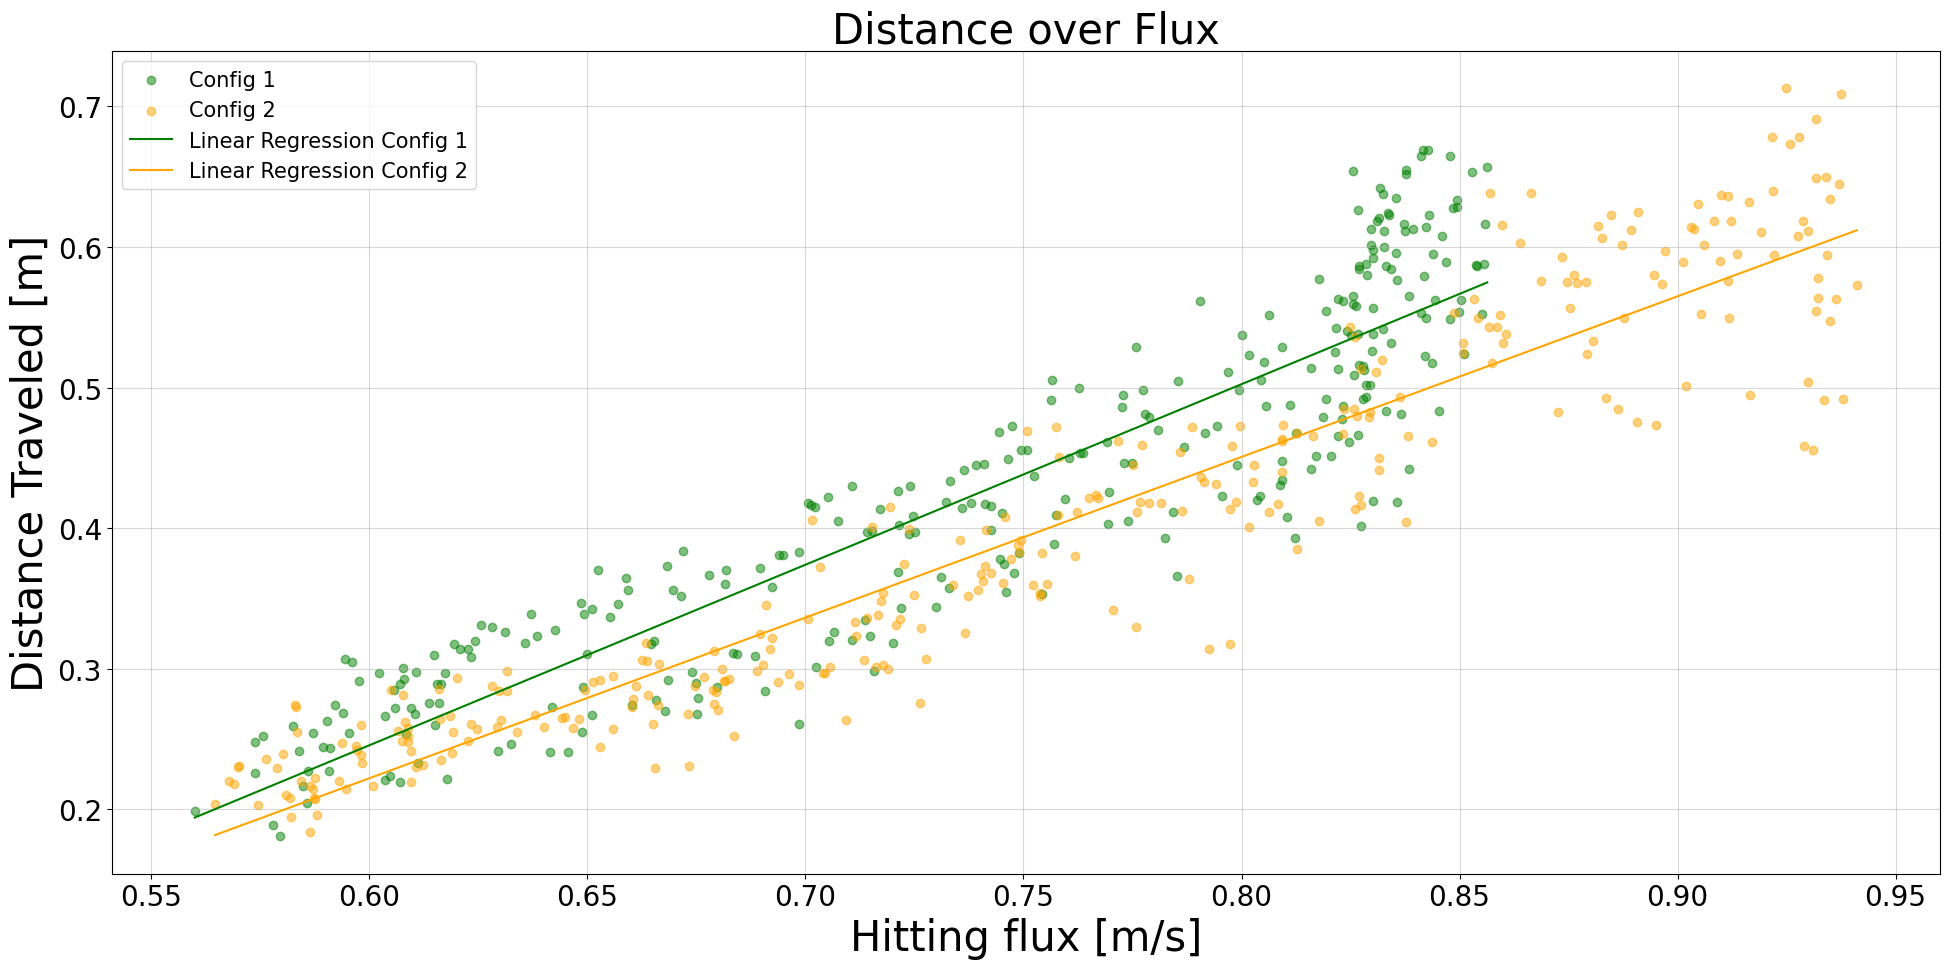 Distance over Flux
Config 1
Config 2
Linear Regression Config 1
Linear Regression Config 2
Distance Traveled [m]
0.7
0.6
0.5
0.4
0.3
0.2
0.55 0.60 0.65 0.70 0.75 0.80 0.85 0.90 0.95
Hitting flux [m/s]